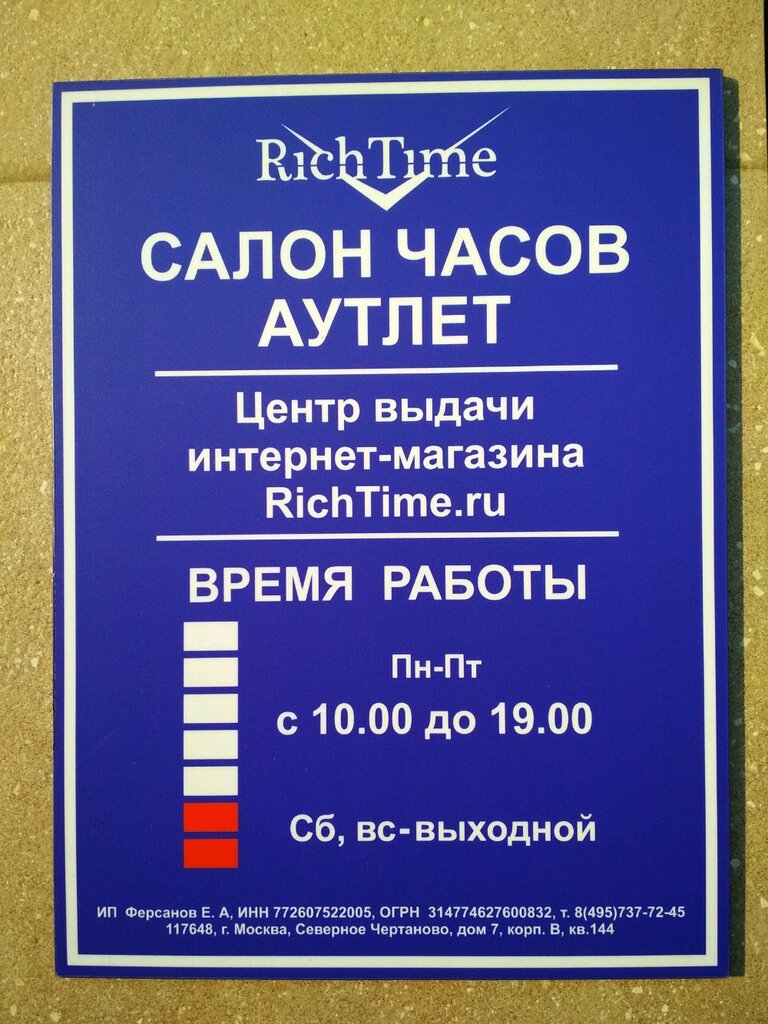 RichTime
САЛОН ЧАСОВ
АУТЛЕТ
Центр выдачи
интернет-магазина
RichTime.ru
ВРЕМЯ РАБОТЫ
Пн-Пт
с 10.00 до 19.00
Сб, вс-выходной
ИП Ферсанов Е. А, ИНН 772607522005, ОГРН 314774627600832, т. 8(495)737-72-45
117648, г. Москва, Северное Чертаново, дом 7, корп. В, кв.144